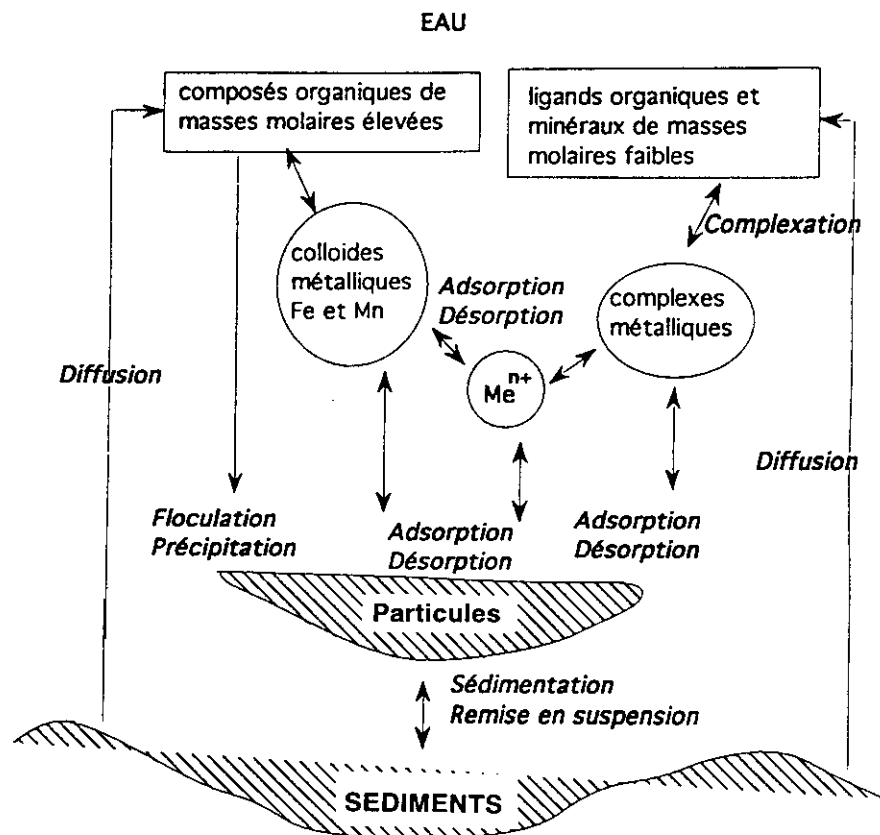 EAU
composés organiques de
masses molaires élevées
ligands organiques et
minéraux de masses
molaires faibles
Complexation
colloides
métalliques
Fe et Mn
Adsorption
Désorption
complexes
métalliques
Me^n+
Diffusion
Diffusion
Floculation
Précipitation
Adsorption
Désorption
Adsorption
Désorption
Particules
Sédimentation
Remise en suspension
SEDIMENTS